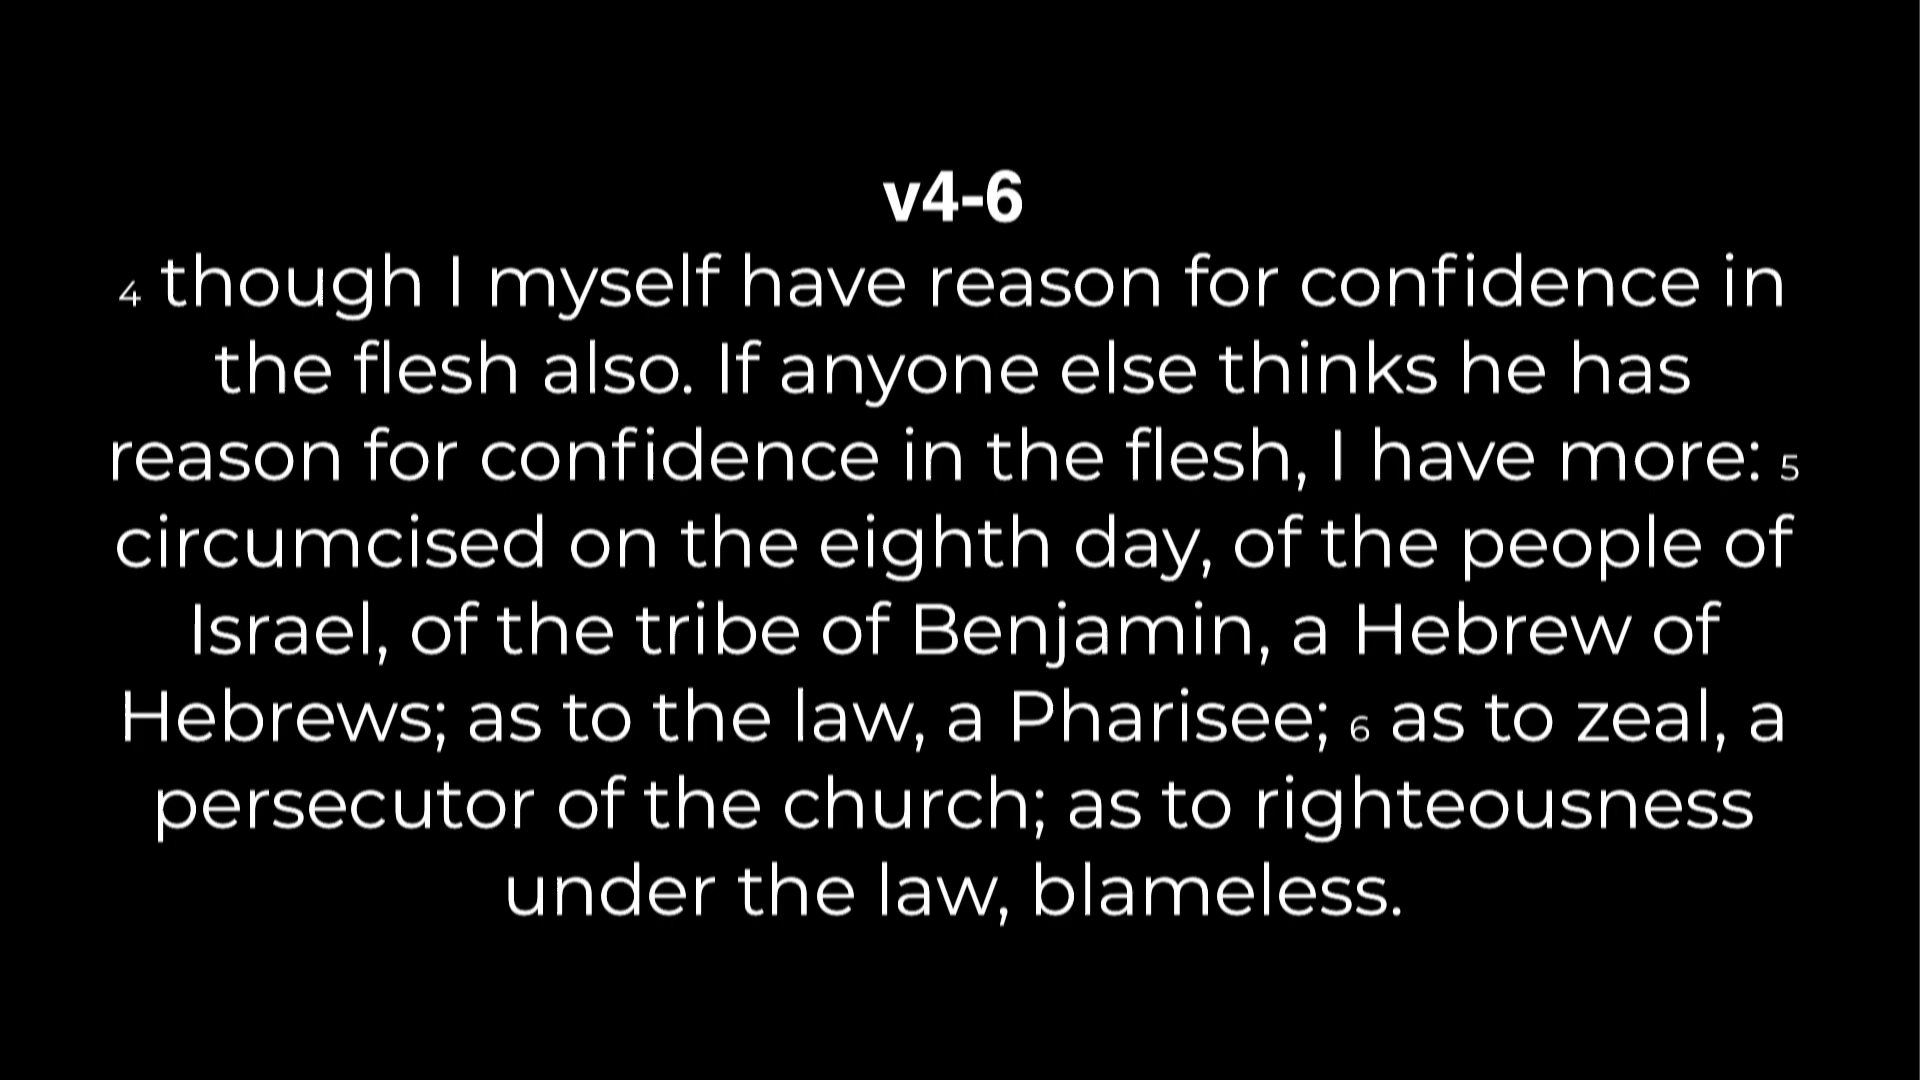 v4-6
4 though I myself have reason for confidence in
the flesh also. If anyone else thinks he has
reason for confidence in the flesh, I have more: 5
circumcised on the eighth day, of the people of
Israel, of the tribe of Benjamin, a Hebrew of
Hebrews; as to the law, a Pharisee; 6 as to zeal, a
persecutor of the church; as to righteousness
under the law, blameless.